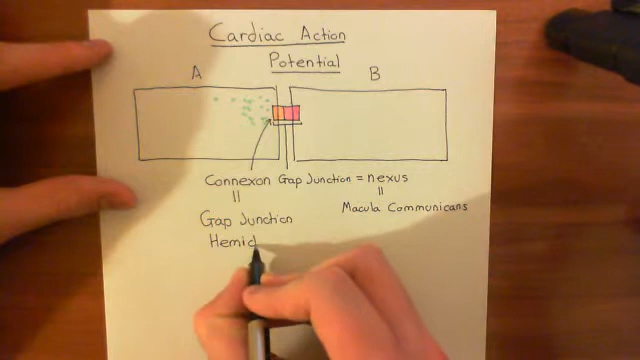 Cardiac Action
Potential
A B
Connexon Gap Junction = nexus
= =
Gap Junction Macula Communicans
Hemid